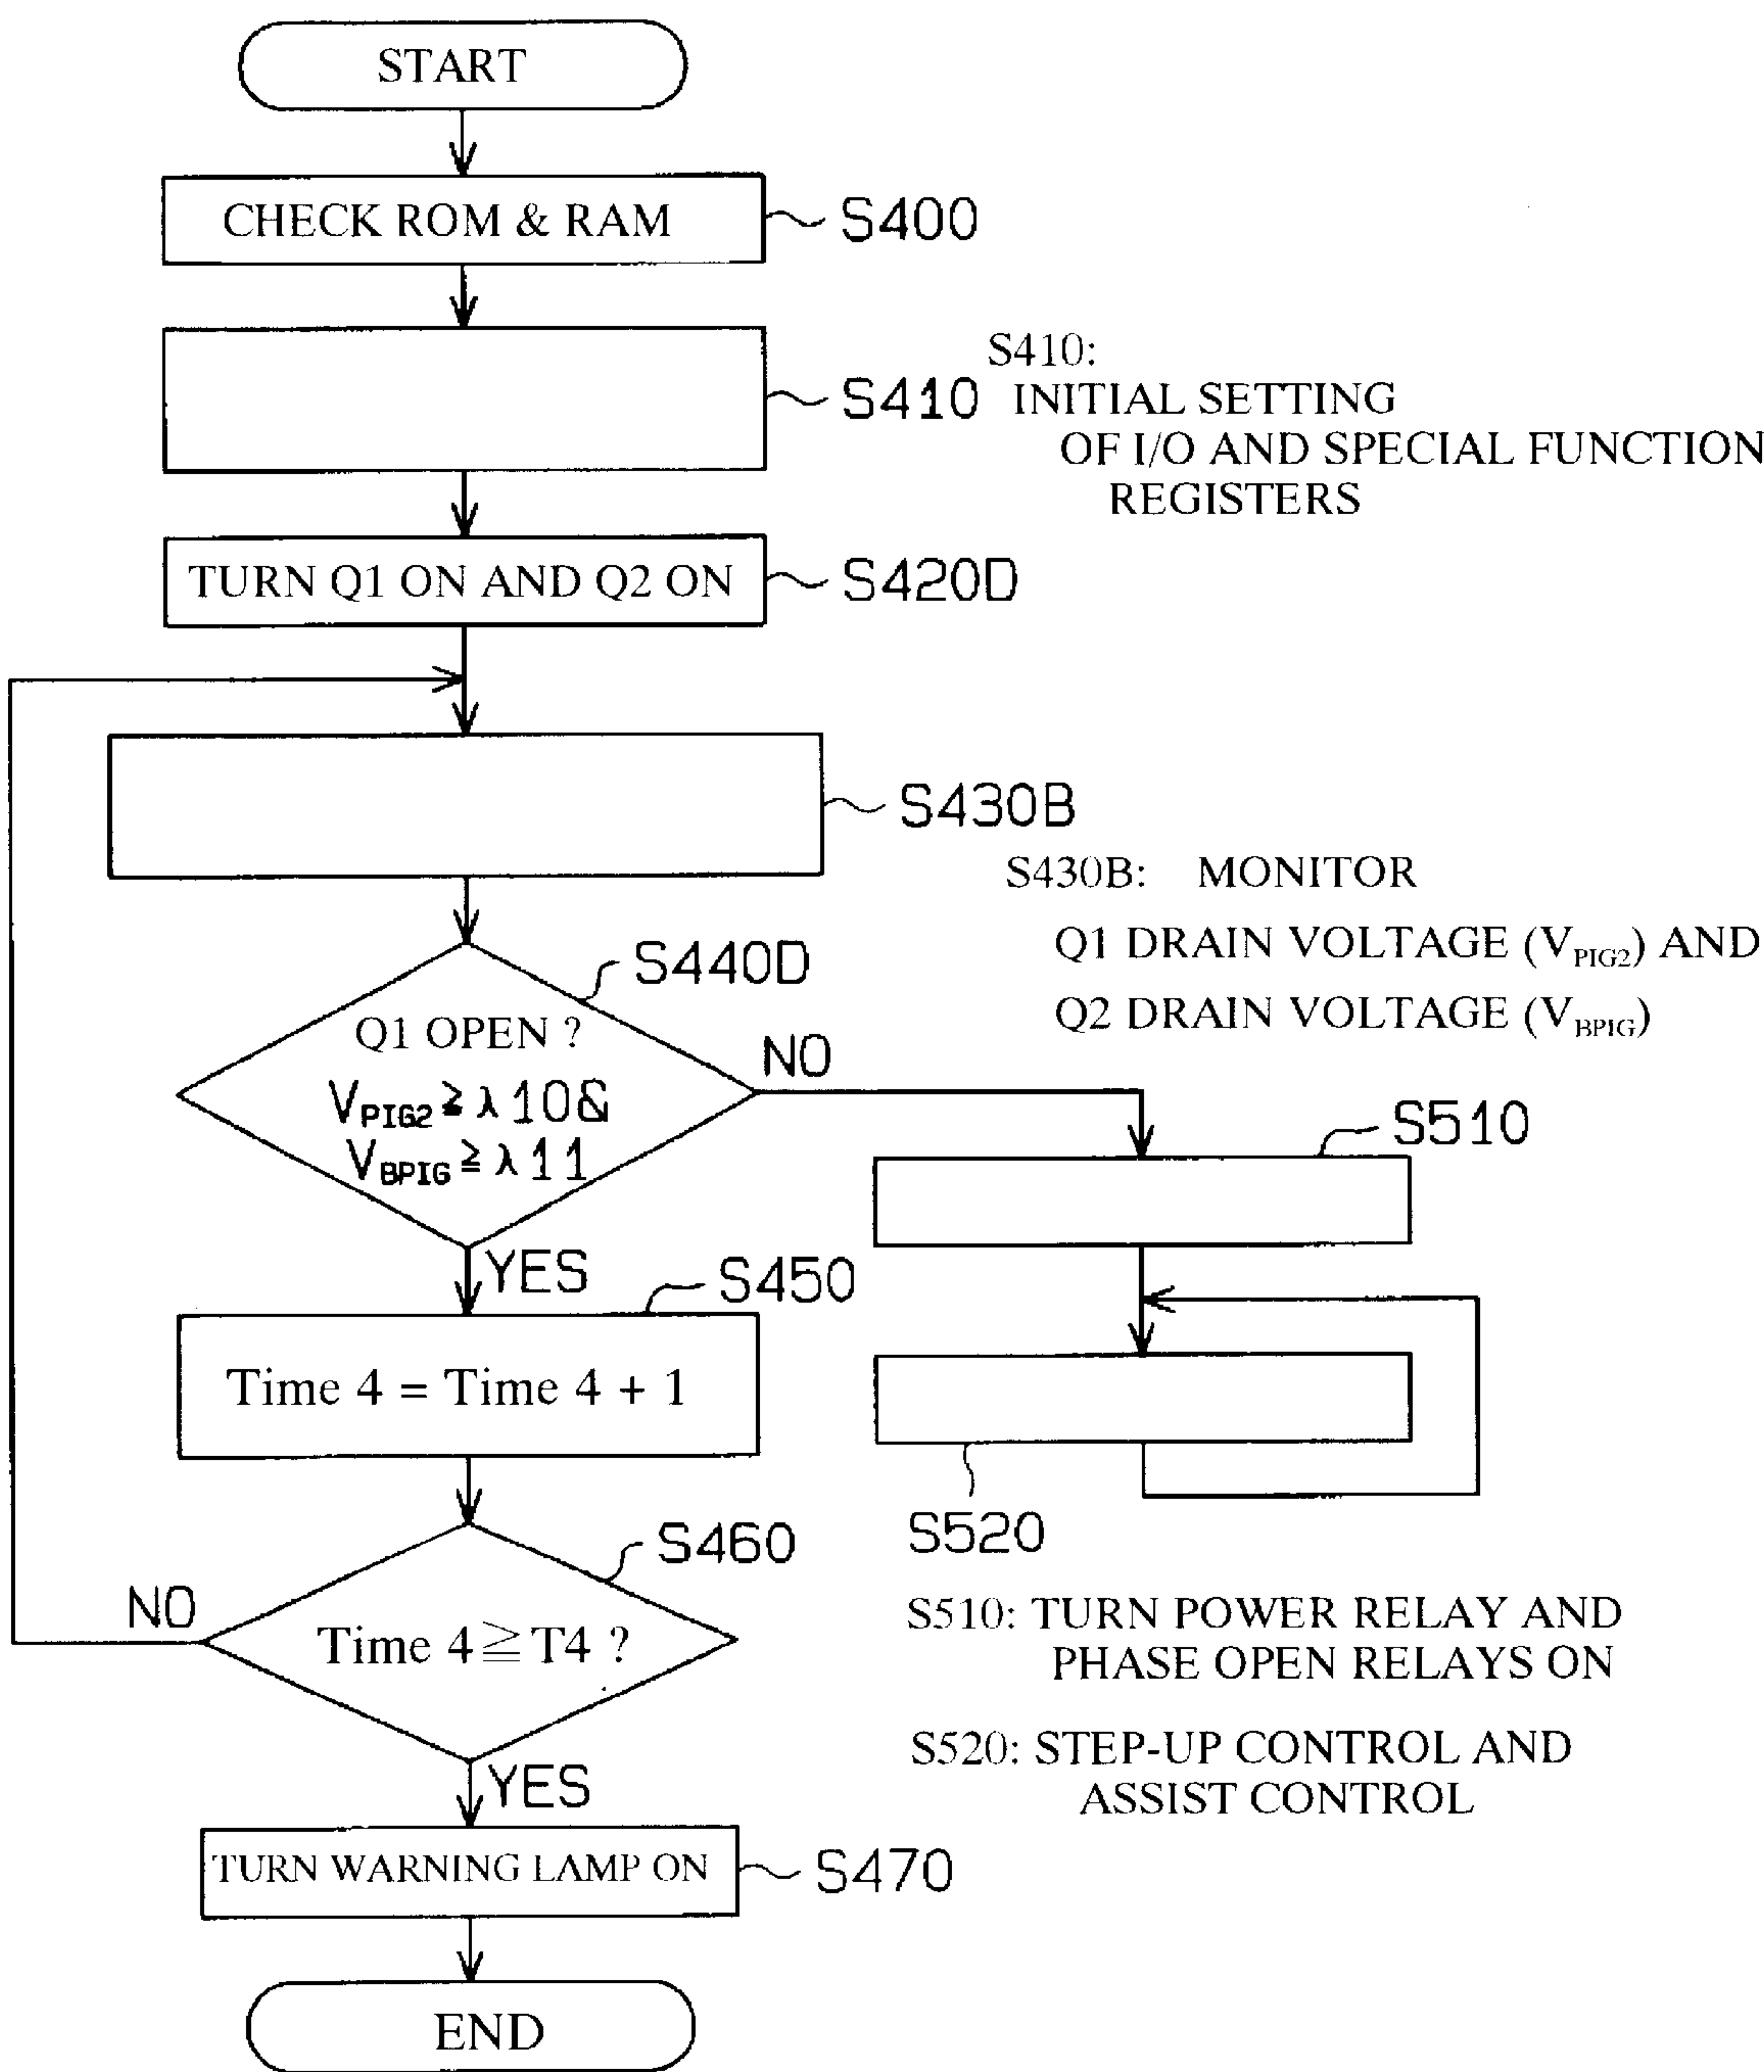 START
CHECK ROM & RAM
S400
S410:
S410
INITIAL SETTING
OF I/O AND SPECIAL FUNCTION
REGISTERS
TURN Q1 ON AND Q2 ON
S420D
S430B
S430B: MONITOR
Q1 DRAIN VOLTAGE (VPIG2) AND
Q2 DRAIN VOLTAGE (VBPIG)
S440D
Q1 OPEN ?
VPIG2 ≧ λ10&
VBPIG ≧ λ11
NO
YES
S510
S450
Time 4 = Time 4 + 1
S520
S460
NO
Time 4 ≧ T4 ?
S510: TURN POWER RELAY AND
PHASE OPEN RELAYS ON
S520: STEP-UP CONTROL AND
ASSIST CONTROL
YES
TURN WARNING LAMP ON
S470
END